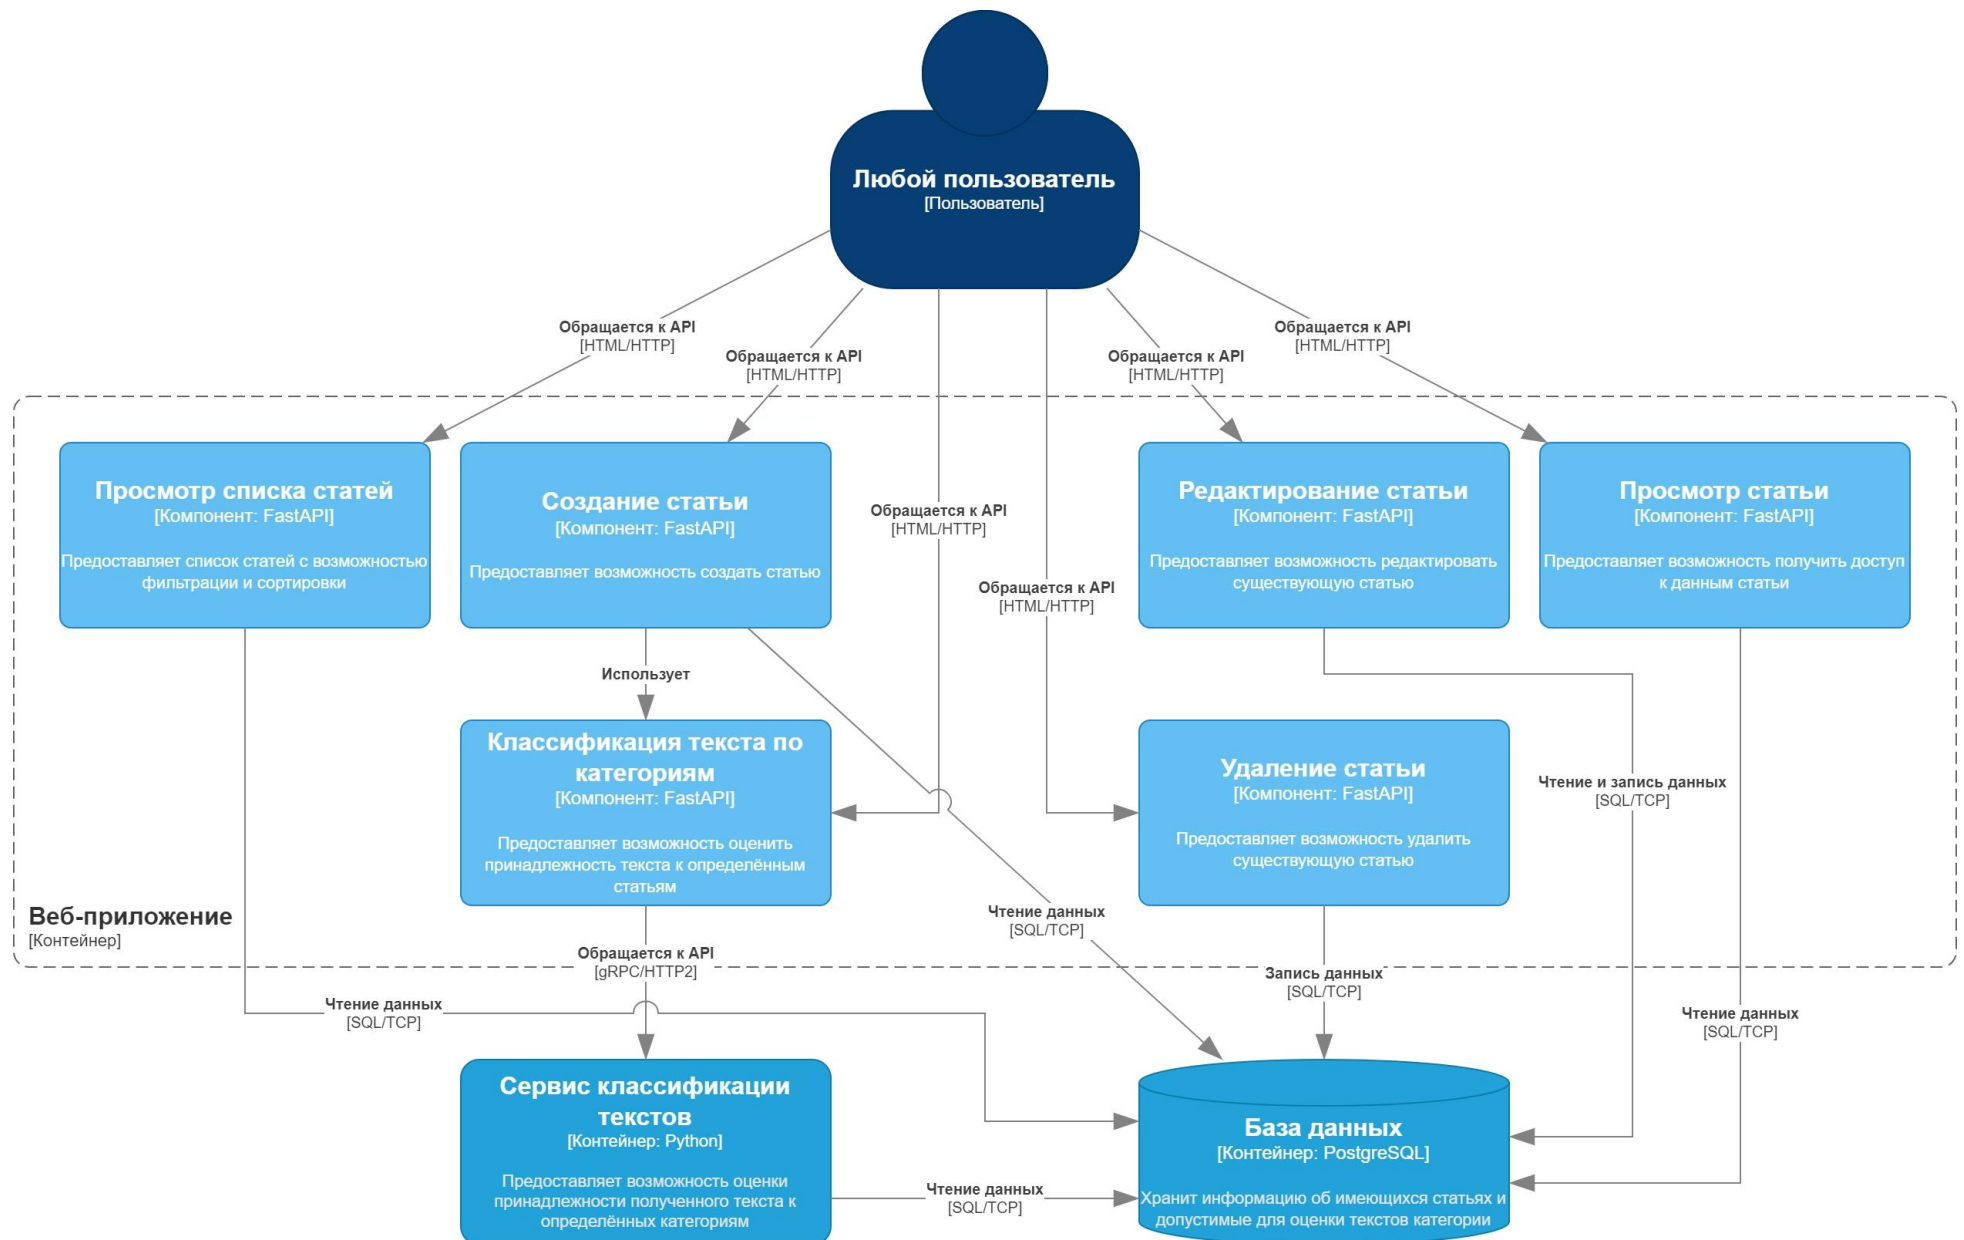 Любой пользователь
[Пользователь]
Обращается к API
[HTML/HTTP]
Обращается к API
[HTML/HTTP]
Обращается к API
[HTML/HTTP]
Обращается к API
[HTML/HTTP]
Просмотр списка статей
[Компонент: FastAPI]
Предоставляет список статей с возможностью
фильтрации и сортировки
Создание статьи
[Компонент: FastAPI]
Предоставляет возможность создать статью
Обращается к API
[HTML/HTTP]
Обращается к API
[HTML/HTTP]
Редактирование статьи
[Компонент: FastAPI]
Предоставляет возможность редактировать
существующую статью
Просмотр статьи
[Компонент: FastAPI]
Предоставляет возможность получить доступ
к данным статьи
Использует
Классификация текста по
категориям
[Компонент: FastAPI]
Предоставляет возможность оценить
принадлежность текста к определённым
статьям
Удаление статьи
[Компонент: FastAPI]
Предоставляет возможность удалить
существующую статью
Чтение и запись данных
[SQL/TCP]
Веб-приложение
[Контейнер]
Чтение данных
[SQL/TCP]
Обращается к API
[gRPC/HTTP2]
Запись данных
[SQL/TCP]
Чтение данных
[SQL/TCP]
Чтение данных
[SQL/TCP]
Сервис классификации
текстов
[Контейнер: Python]
Предоставляет возможность оценки
принадлежности полученного текста к
определённых категориям
Чтение данных
[SQL/TCP]
База данных
[Контейнер: PostgreSQL]
Хранит информацию об имеющихся статьях и
допустимые для оценки текстов категории